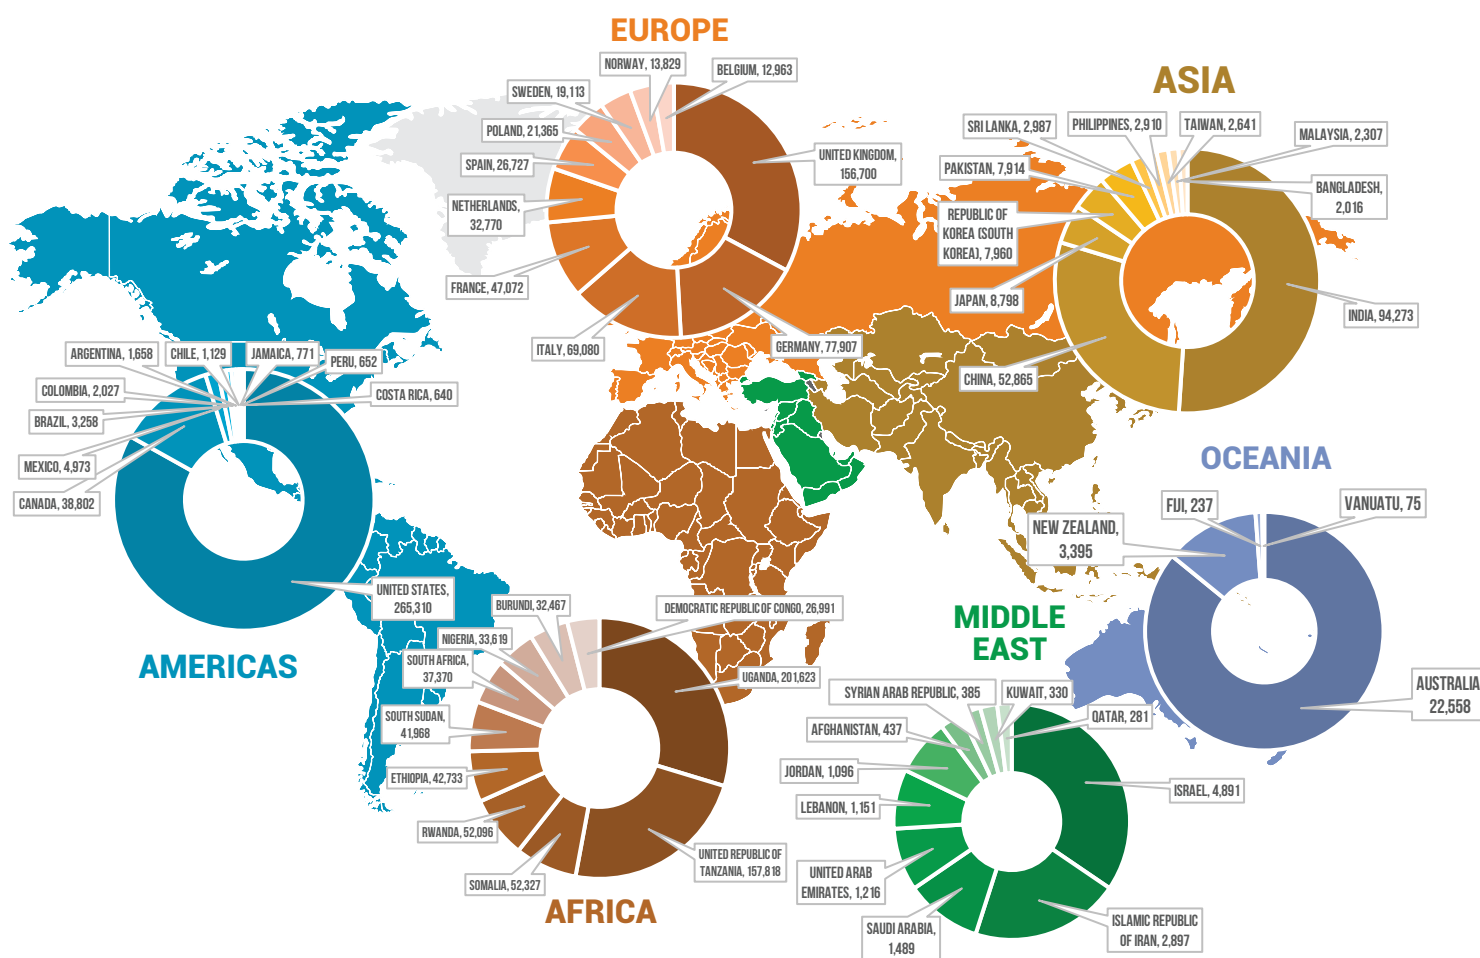 EUROPE
NORWAY, 13,829
BELGIUM, 12,963
SWEDEN, 19,113
POLAND, 21,365
SPAIN, 26,727
NETHERLANDS,
32,770
FRANCE, 47,072
ITALY, 69,080
GERMANY, 77,907
UNITED KINGDOM,
156,700
ASIA
SRI LANKA, 2,987
PHILIPPINES, 2,910
TAIWAN, 2,641
MALAYSIA, 2,307
PAKISTAN, 7,914
BANGLADESH,
2,016
REPUBLIC OF
KOREA (SOUTH
KOREA), 7,960
JAPAN, 8,798
INDIA, 94,273
CHINA, 52,865
ARGENTINA, 1,658
CHILE, 1,129
JAMAICA, 771
PERU, 652
COLOMBIA, 2,027
COSTA RICA, 640
BRAZIL, 3,258
MEXICO, 4,973
CANADA, 38,802
UNITED STATES,
265,310
AMERICAS
OCEANIA
FIJI, 237
VANUATU, 75
NEW ZEALAND,
3,395
AUSTRALIA
22,558
BURUNDI, 32,467
DEMOCRATIC REPUBLIC OF CONGO, 26,991
NIGERIA, 33,619
SOUTH AFRICA,
37,370
UGANDA, 201,623
SOUTH SUDAN,
41,968
ETHIOPIA, 42,733
RWANDA, 52,096
SOMALIA, 52,327
UNITED REPUBLIC OF
TANZANIA, 157,818
AFRICA
MIDDLE
EAST
SYRIAN ARAB REPUBLIC, 385
KUWAIT, 330
QATAR, 281
AFGHANISTAN, 437
JORDAN, 1,096
LEBANON, 1,151
ISRAEL, 4,891
UNITED ARAB
EMIRATES, 1,216
SAUDI ARABIA,
1,489
ISLAMIC REPUBLIC
OF IRAN, 2,897